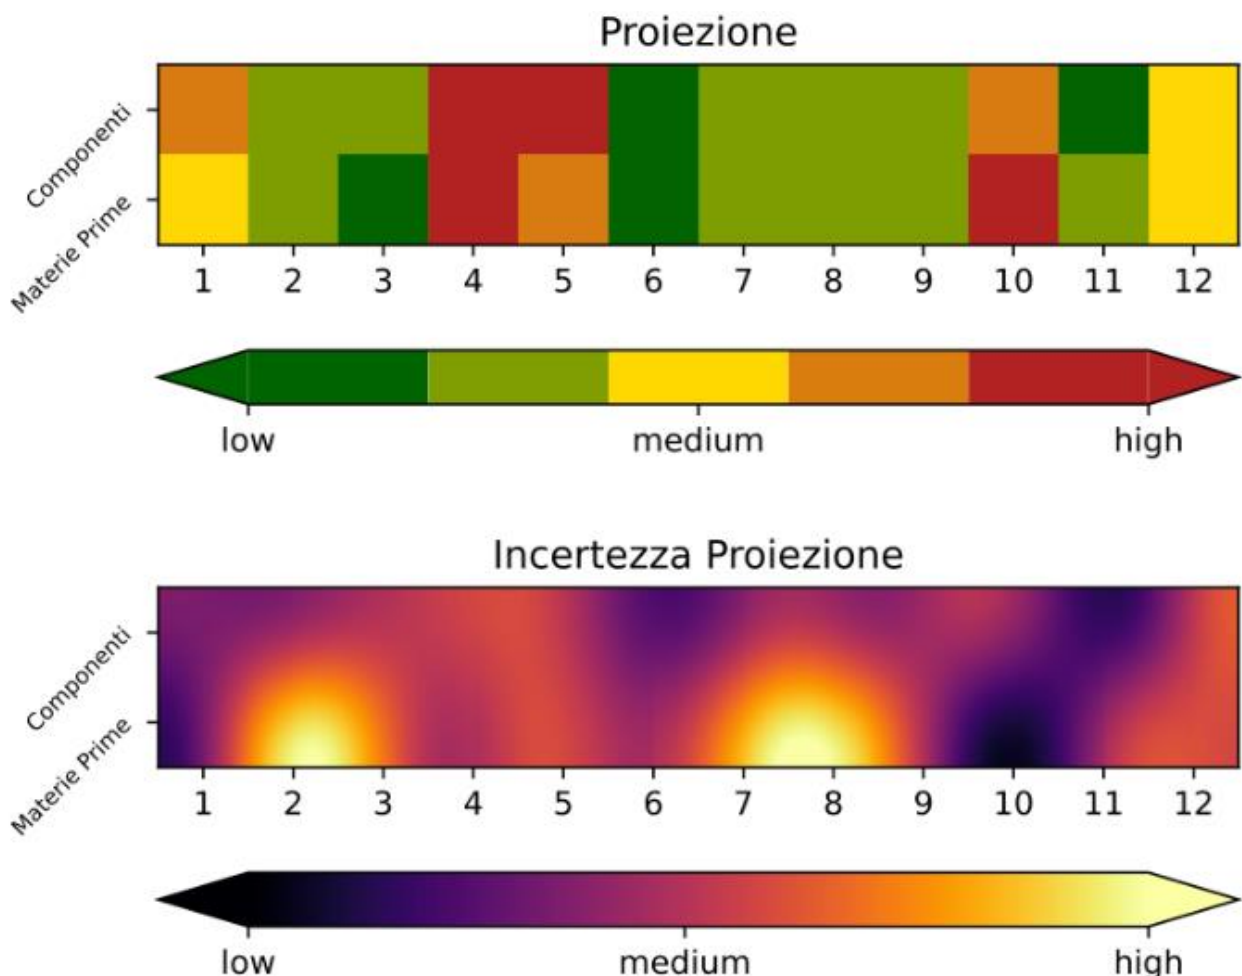 Proiezione
Componenti
Materie Prime
1 2 3 4 5 6 7 8 9 10 11 12
low medium high
Incertezza Proiezione
Componenti
Materie Prime
1 2 3 4 5 6 7 8 9 10 11 12
low medium high